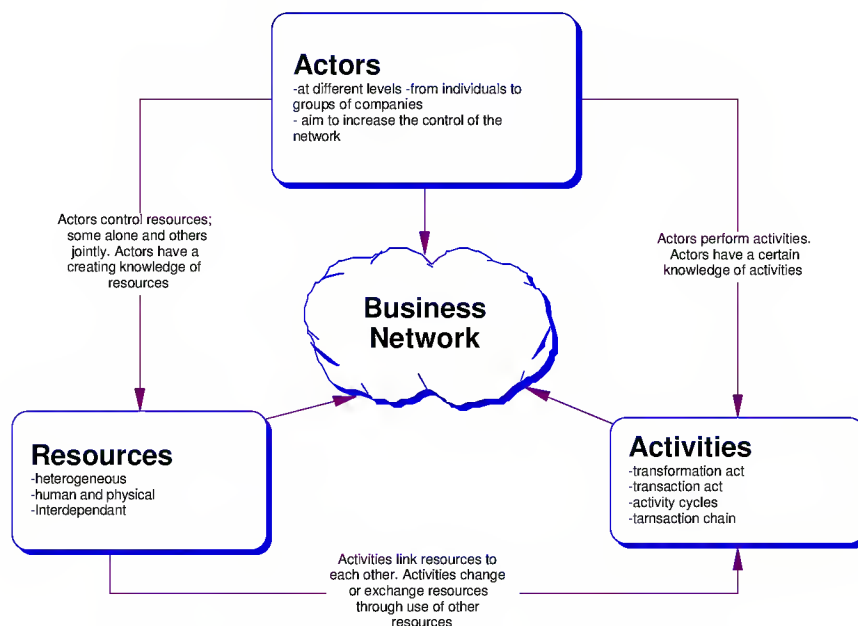 Actors
-at different levels -from individuals to
groups of companies
- aim to increase the control of the
network
Actors control resources;
some alone and others
jointly. Actors have a
creating knowledge of
resources
Actors perform activities.
Actors have a certain
knowledge of activities
Business
Network
Resources
-heterogeneous
-human and physical
-Interdependant
Activities
-transformation act
-transaction act
-activity cycles
-tarnsaction chain
Activities link resources to
each other. Activities change
or exchange resources
through use of other
resources